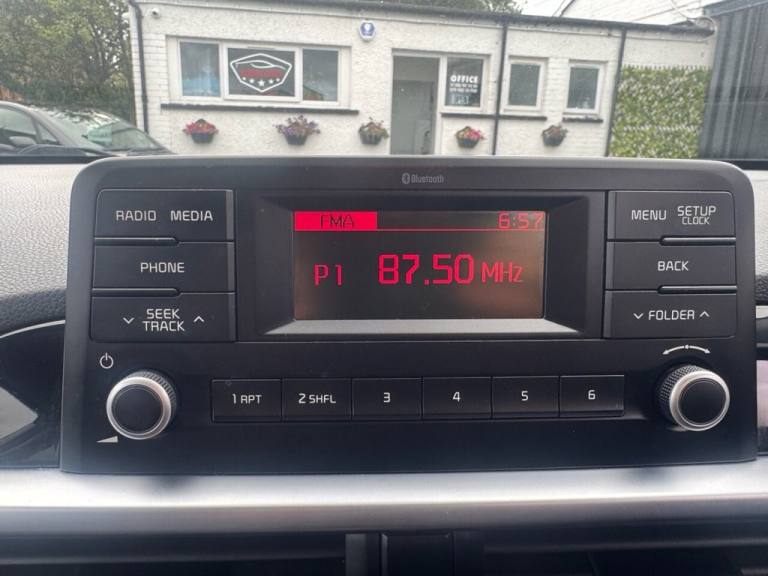 OFFICE
Bluetooth
RADIO MEDIA
PHONE
SEEK
TRACK
FMA 6:57
P1 87.50 MHz
MENU SETUP
CLOCK
BACK
FOLDER
1 RPT 2 SHFL 3 4 5 6